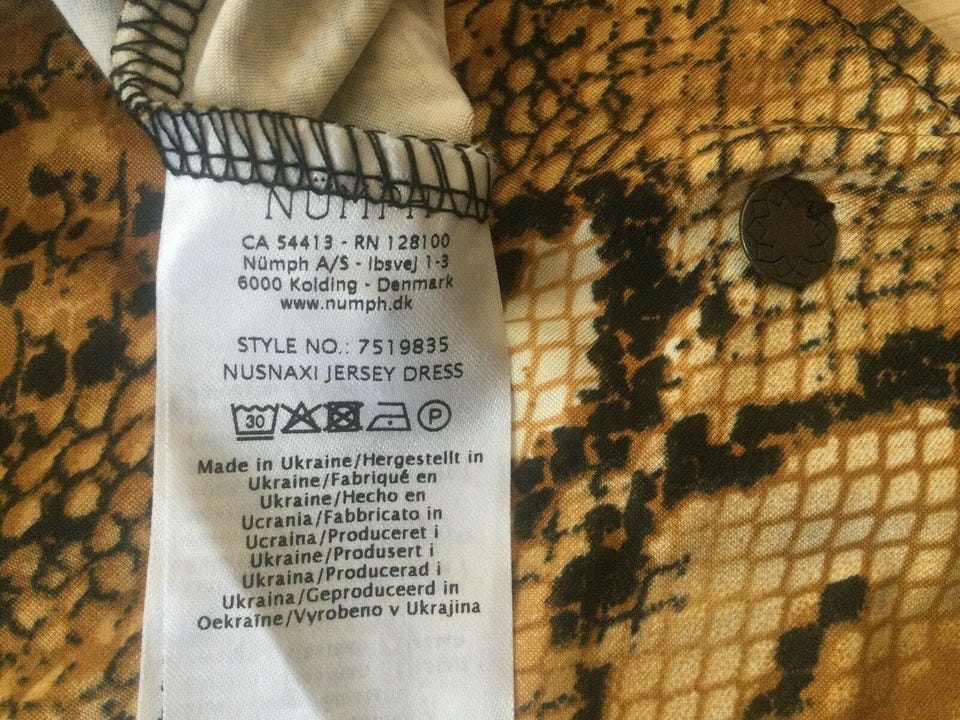 NÜMPH
CA 54413 - RN 128100
Nümph A/S - Ibsvej 1-3
6000 Kolding - Denmark
www.numph.dk
STYLE NO.: 7519835
NUSNAXI JERSEY DRESS
30 P
Made in Ukraine/Hergestellt in
Ukraine/Fabriqué en
Ukraine/Hecho en
Ucrania/Fabbricato in
Ucraina/Produceret i
Ukraine/Produsert i
Ukraina/Producerad i
Ukraina/Geproduceerd in
Oekraïne/Vyrobeno v Ukrajina